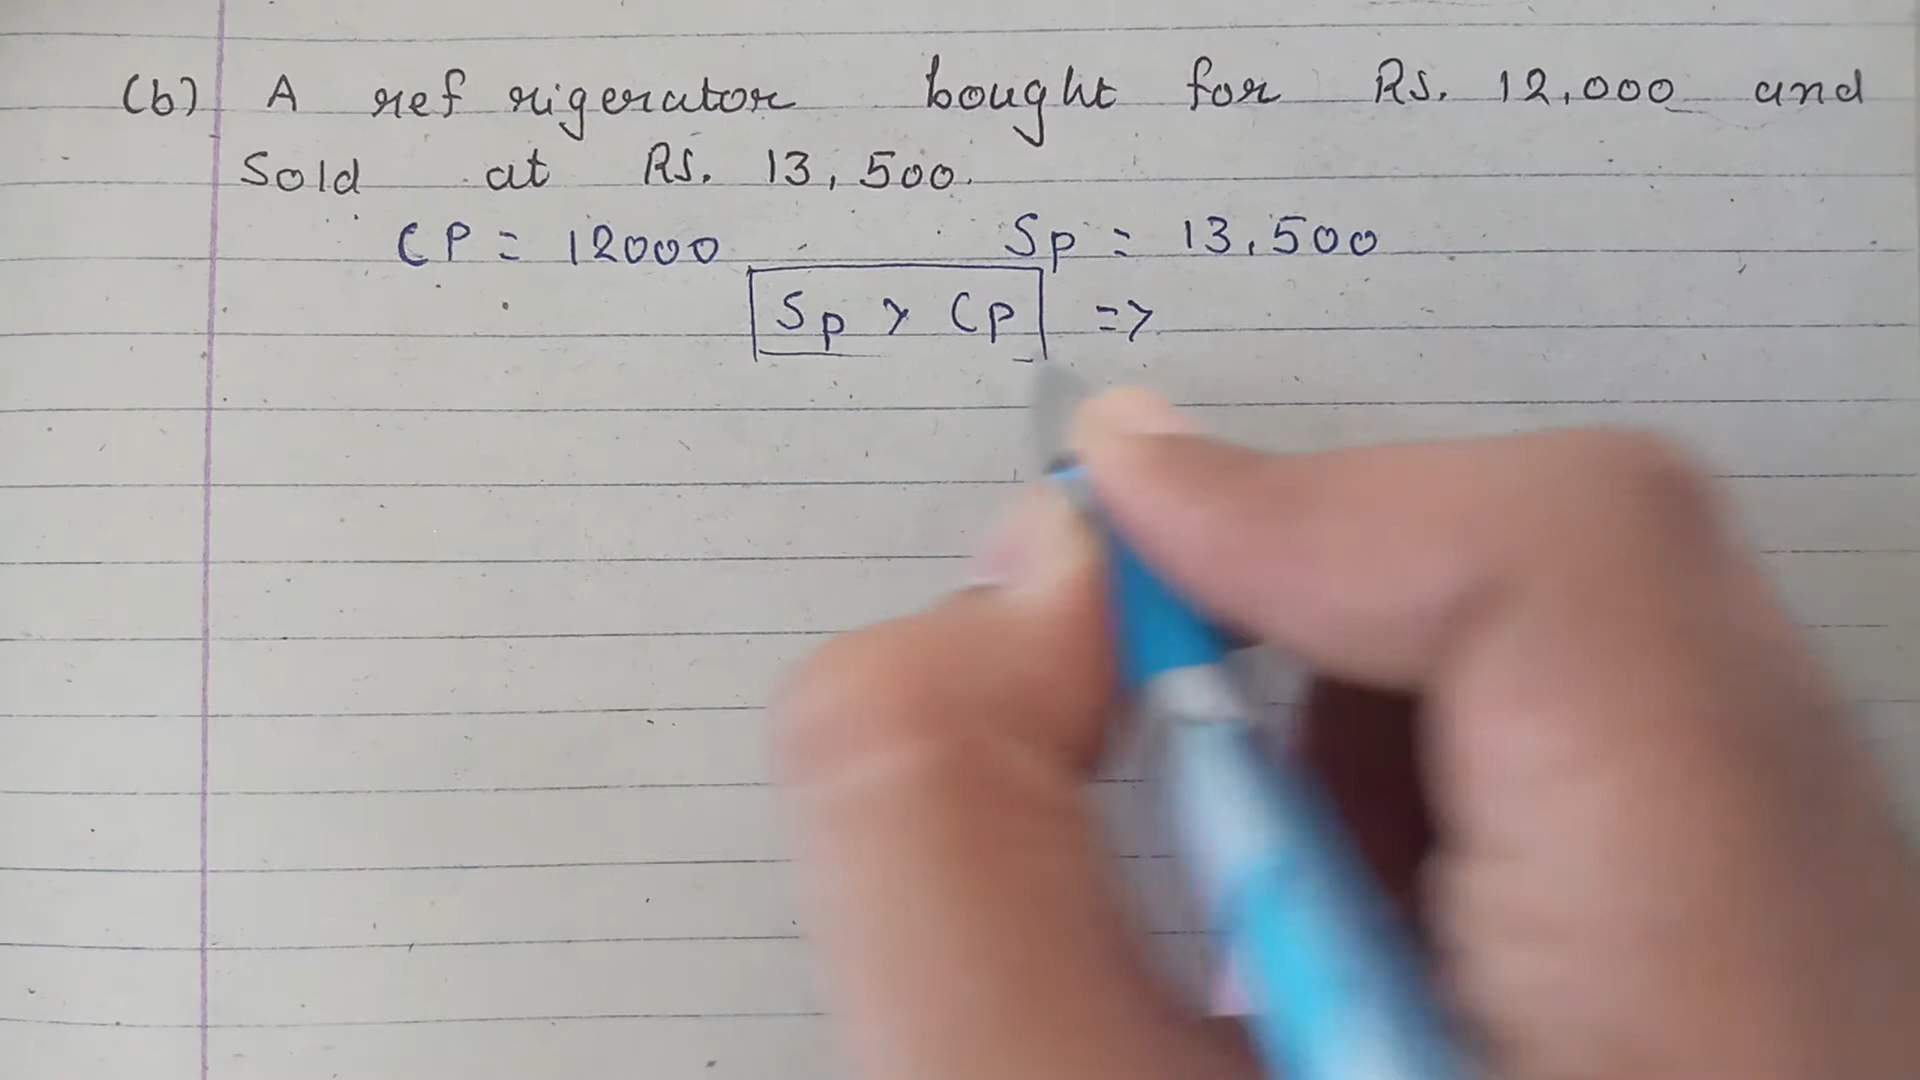 (b) A refrigerator bought for Rs. 12,000 and
Sold at Rs. 13,500.
CP = 12000 Sp = 13,500
Sp > Cp =>